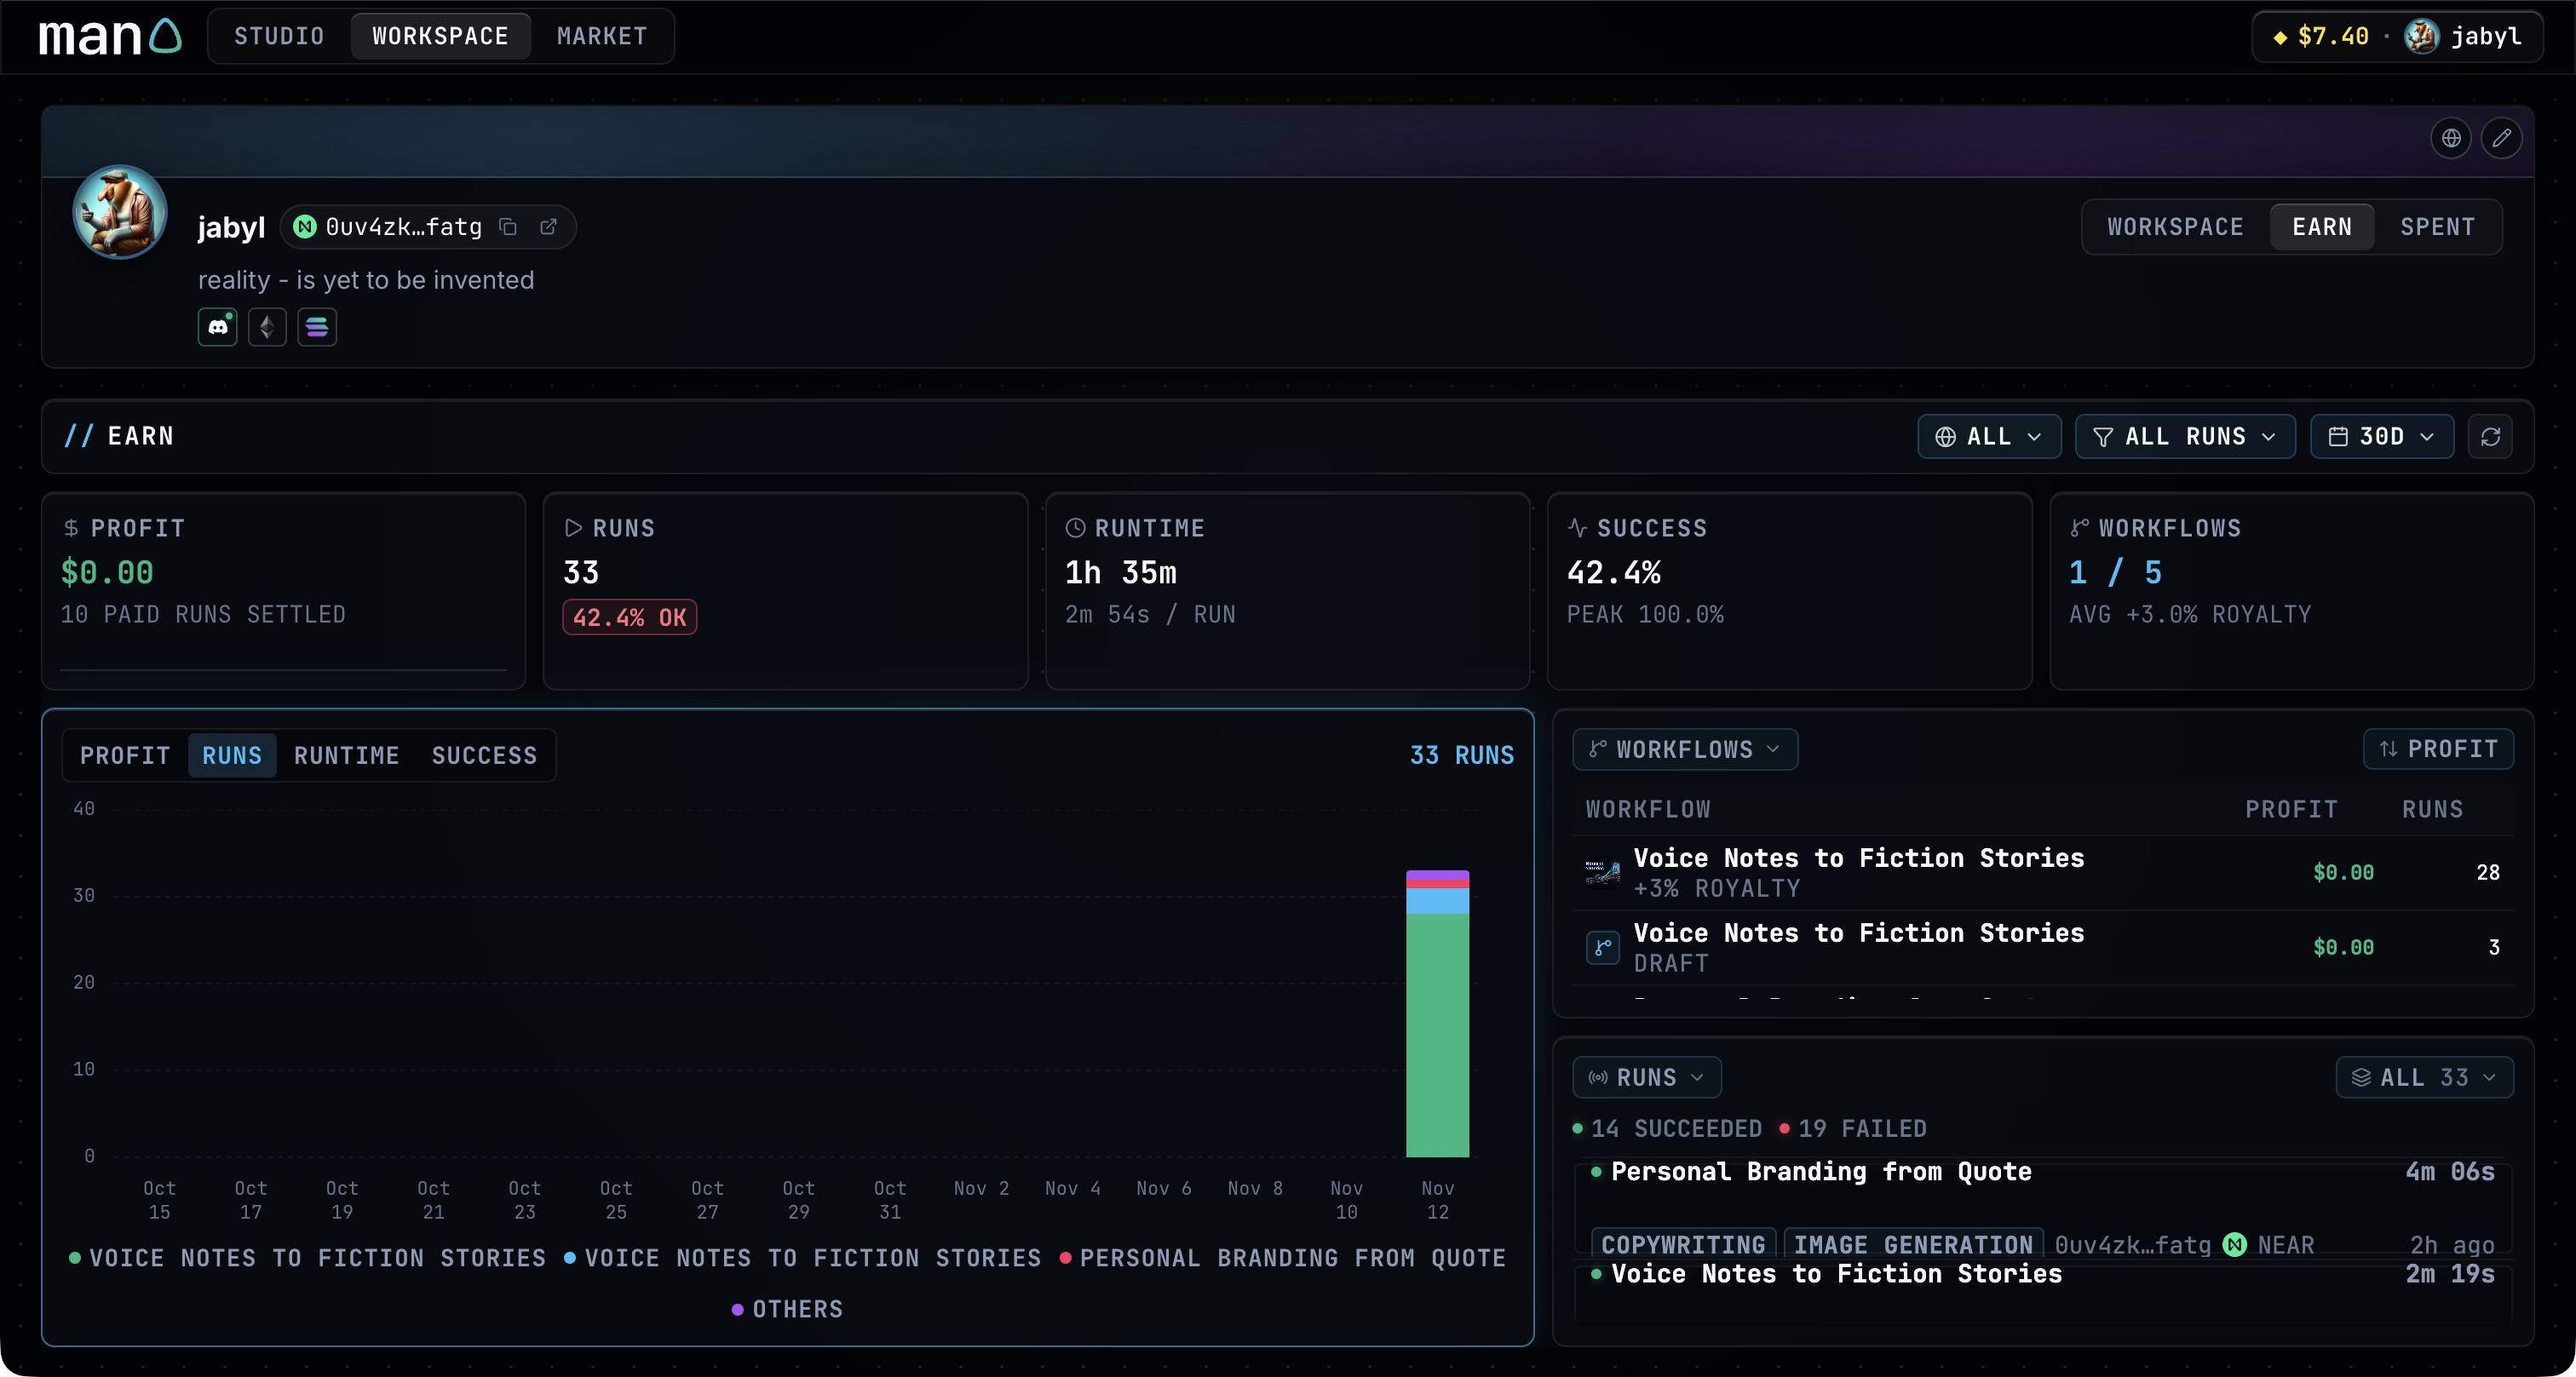 mano
STUDIO WORKSPACE MARKET
$7.40 · jabyl
jabyl 0uv4zk…fatg
WORKSPACE EARN SPENT
reality - is yet to be invented
// EARN
ALL ALL RUNS 30D
PROFIT
$0.00
10 PAID RUNS SETTLED
RUNS
33
42.4% OK
RUNTIME
1h 35m
2m 54s / RUN
SUCCESS
42.4%
PEAK 100.0%
WORKFLOWS
1 / 5
AVG +3.0% ROYALTY
PROFIT RUNS RUNTIME SUCCESS
33 RUNS
40
30
20
10
0
Oct 15 Oct 17 Oct 19 Oct 21 Oct 23 Oct 25 Oct 27 Oct 29 Oct 31 Nov 2 Nov 4 Nov 6 Nov 8 Nov 10 Nov 12
VOICE NOTES TO FICTION STORIES VOICE NOTES TO FICTION STORIES PERSONAL BRANDING FROM QUOTE
OTHERS
WORKFLOWS PROFIT
WORKFLOW PROFIT RUNS
Voice Notes to Fiction Stories $0.00 28
+3% ROYALTY
Voice Notes to Fiction Stories $0.00 3
DRAFT
RUNS ALL 33
14 SUCCEEDED 19 FAILED
Personal Branding from Quote 4m 06s
COPYWRITING IMAGE GENERATION 0uv4zk…fatg NEAR 2h ago
Voice Notes to Fiction Stories 2m 19s